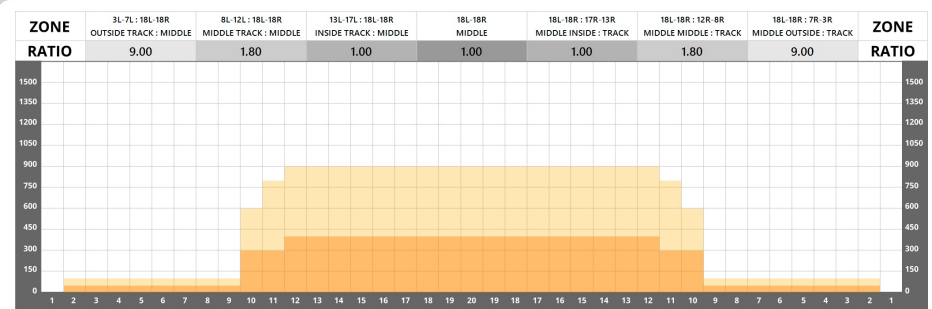 ZONE
3L-7L : 18L-18R
OUTSIDE TRACK : MIDDLE
8L-12L : 18L-18R
MIDDLE TRACK : MIDDLE
13L-17L : 18L-18R
INSIDE TRACK : MIDDLE
18L-18R
MIDDLE
18L-18R : 17R-13R
MIDDLE INSIDE : TRACK
18L-18R : 12R-8R
MIDDLE MIDDLE : TRACK
18L-18R : 7R-3R
MIDDLE OUTSIDE : TRACK
ZONE
RATIO 9.00 1.80 1.00 1.00 1.00 1.80 9.00 RATIO
1500 1500
1350 1350
1200 1200
1050 1050
900 900
750 750
600 600
450 450
300 300
150 150
0 0
1 2 3 4 5 6 7 8 9 10 11 12 13 14 15 16 17 18 19 20 19 18 17 16 15 14 13 12 11 10 9 8 7 6 5 4 3 2 1